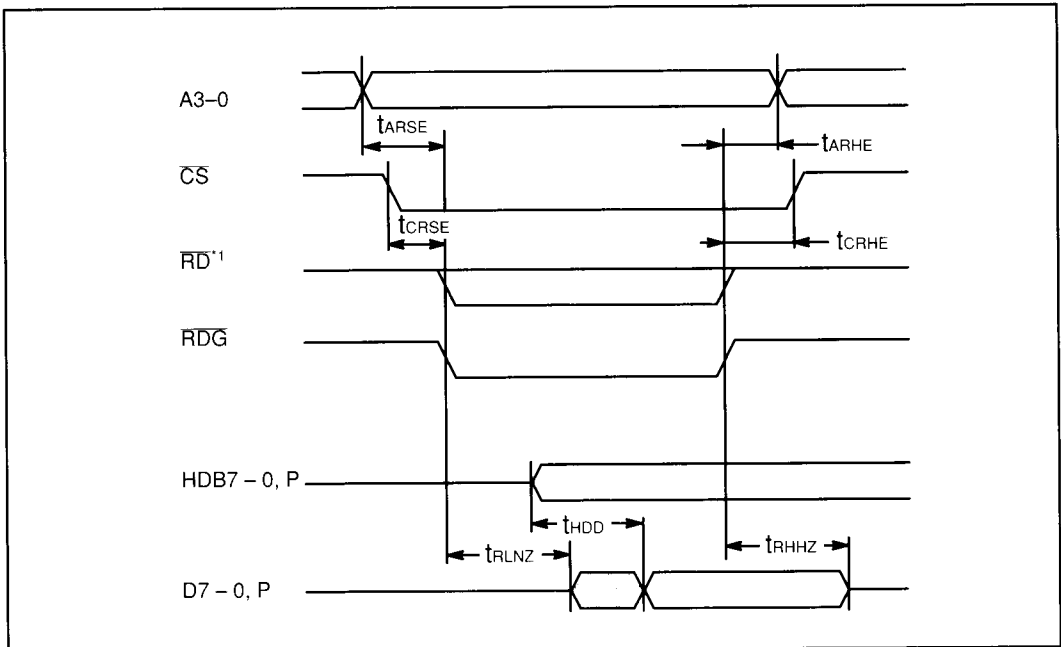 A3–0
tARSE
tARHE
CS
tCRSE
tCRHE
RD*1
RDG
HDB7 – 0, P
tHDD
tRLNZ
tRHHZ
D7 – 0, P